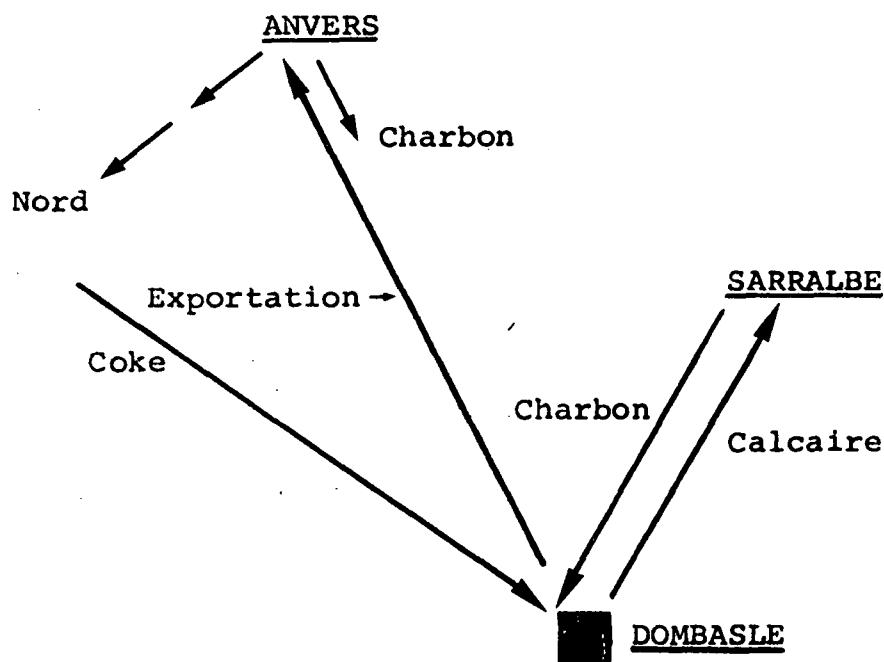 ANVERS
Charbon
Nord
SARRALBE
Exportation
Coke
Charbon
Calcaire
DOMBASLE